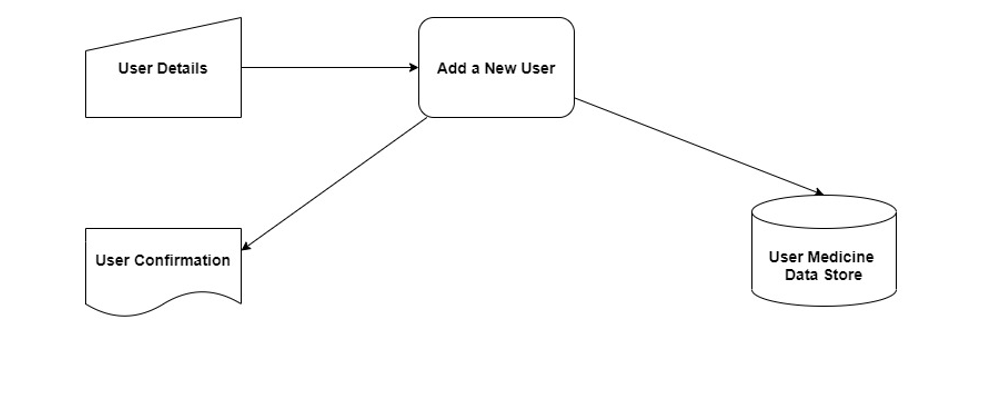 User Details
Add a New User
User Confirmation
User Medicine
Data Store